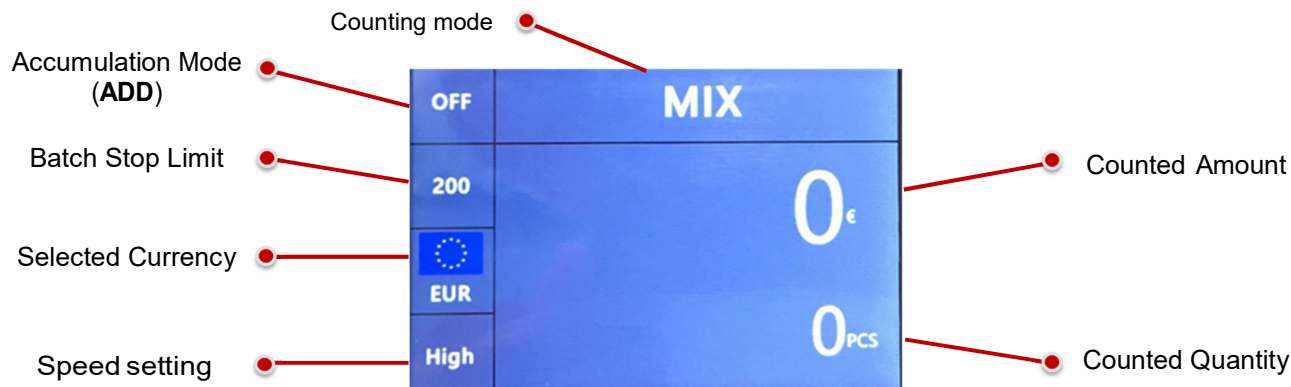 Counting mode
Accumulation Mode
(ADD)
OFF
MIX
Batch Stop Limit
200
0€
Counted Amount
Selected Currency
EUR
Speed setting
High
0PCS
Counted Quantity